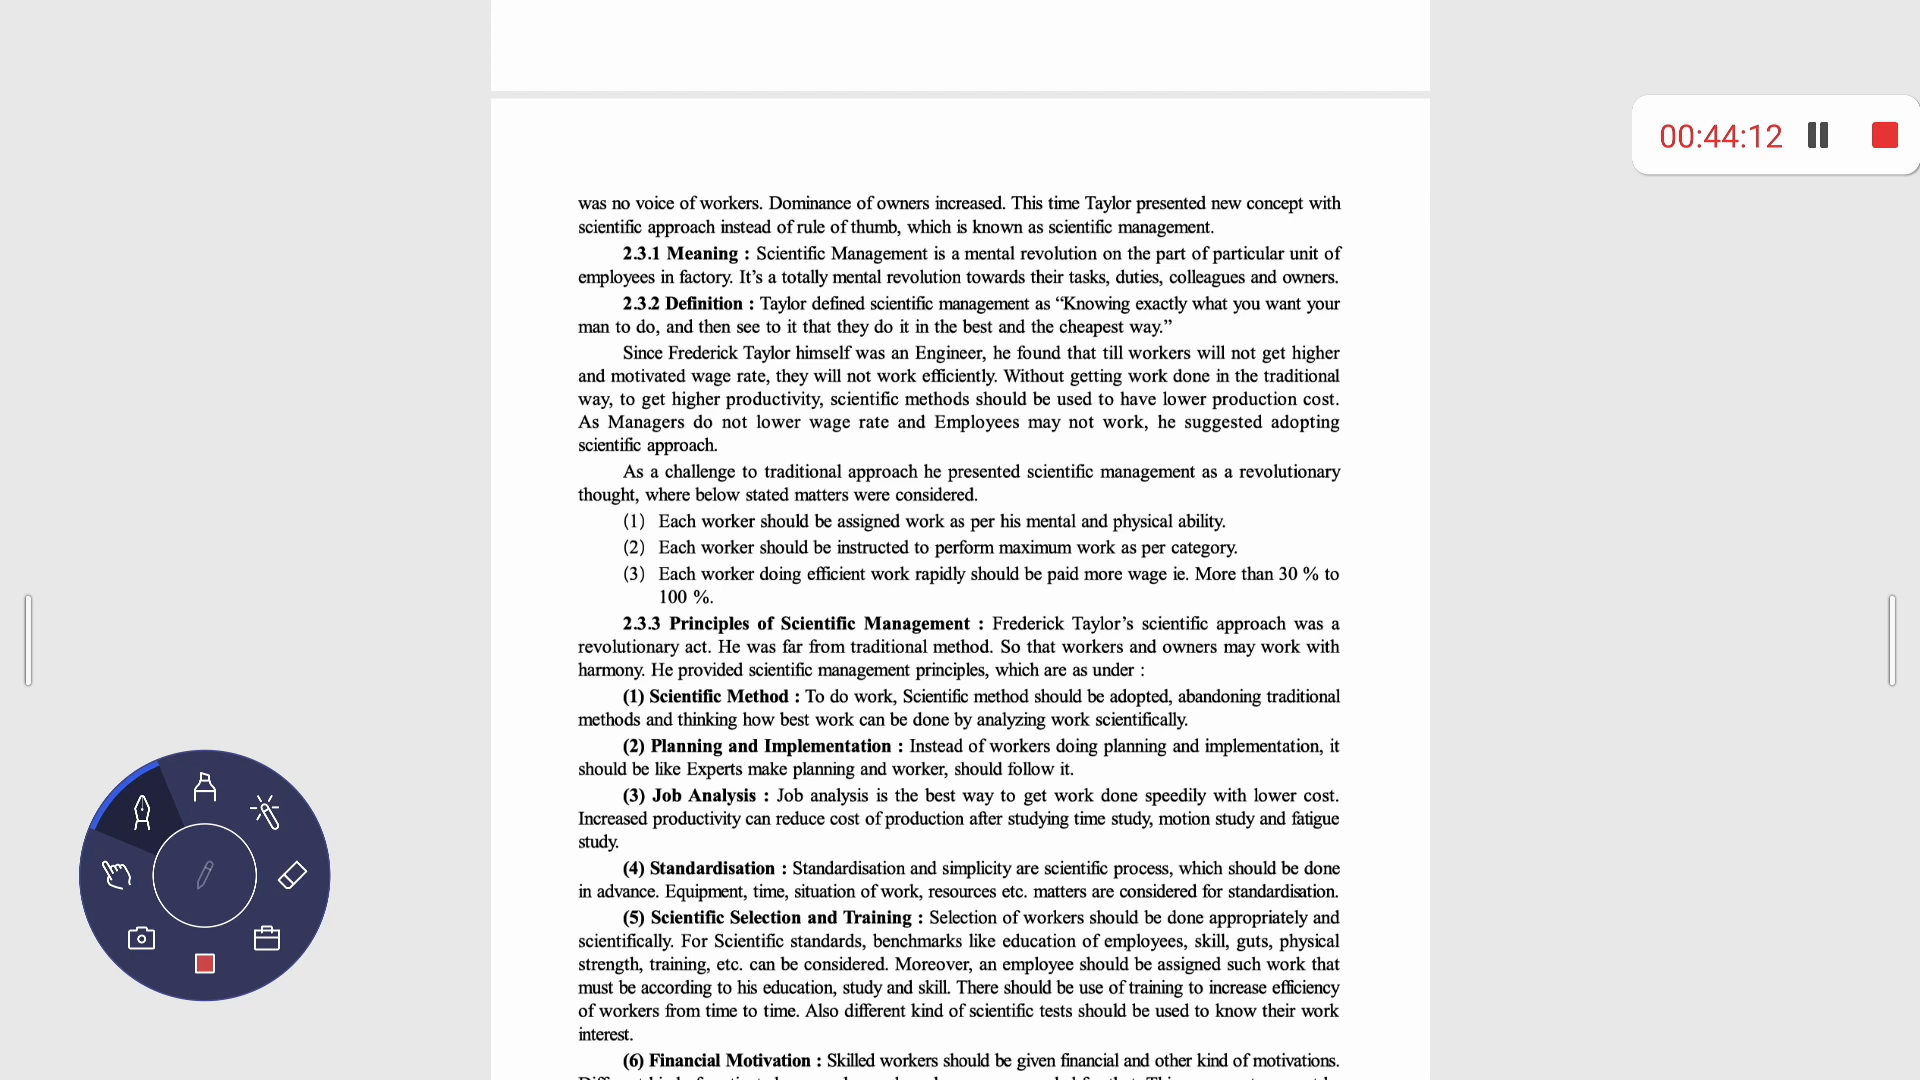 00:44:12
was no voice of workers. Dominance of owners increased. This time Taylor presented new concept with
scientific approach instead of rule of thumb, which is known as scientific management.
2.3.1 Meaning : Scientific Management is a mental revolution on the part of particular unit of
employees in factory. It’s a totally mental revolution towards their tasks, duties, colleagues and owners.
2.3.2 Definition : Taylor defined scientific management as “Knowing exactly what you want your
man to do, and then see to it that they do it in the best and the cheapest way.”
Since Frederick Taylor himself was an Engineer, he found that till workers will not get higher
and motivated wage rate, they will not work efficiently. Without getting work done in the traditional
way, to get higher productivity, scientific methods should be used to have lower production cost.
As Managers do not lower wage rate and Employees may not work, he suggested adopting
scientific approach.
As a challenge to traditional approach he presented scientific management as a revolutionary
thought, where below stated matters were considered.
(1) Each worker should be assigned work as per his mental and physical ability.
(2) Each worker should be instructed to perform maximum work as per category.
(3) Each worker doing efficient work rapidly should be paid more wage ie. More than 30 % to
100 %.
2.3.3 Principles of Scientific Management : Frederick Taylor’s scientific approach was a
revolutionary act. He was far from traditional method. So that workers and owners may work with
harmony. He provided scientific management principles, which are as under :
(1) Scientific Method : To do work, Scientific method should be adopted, abandoning traditional
methods and thinking how best work can be done by analyzing work scientifically.
(2) Planning and Implementation : Instead of workers doing planning and implementation, it
should be like Experts make planning and worker, should follow it.
(3) Job Analysis : Job analysis is the best way to get work done speedily with lower cost.
Increased productivity can reduce cost of production after studying time study, motion study and fatigue
study.
(4) Standardisation : Standardisation and simplicity are scientific process, which should be done
in advance. Equipment, time, situation of work, resources etc. matters are considered for standardisation.
(5) Scientific Selection and Training : Selection of workers should be done appropriately and
scientifically. For Scientific standards, benchmarks like education of employees, skill, guts, physical
strength, training, etc. can be considered. Moreover, an employee should be assigned such work that
must be according to his education, study and skill. There should be use of training to increase efficiency
of workers from time to time. Also different kind of scientific tests should be used to know their work
interest.
(6) Financial Motivation : Skilled workers should be given financial and other kind of motivations.